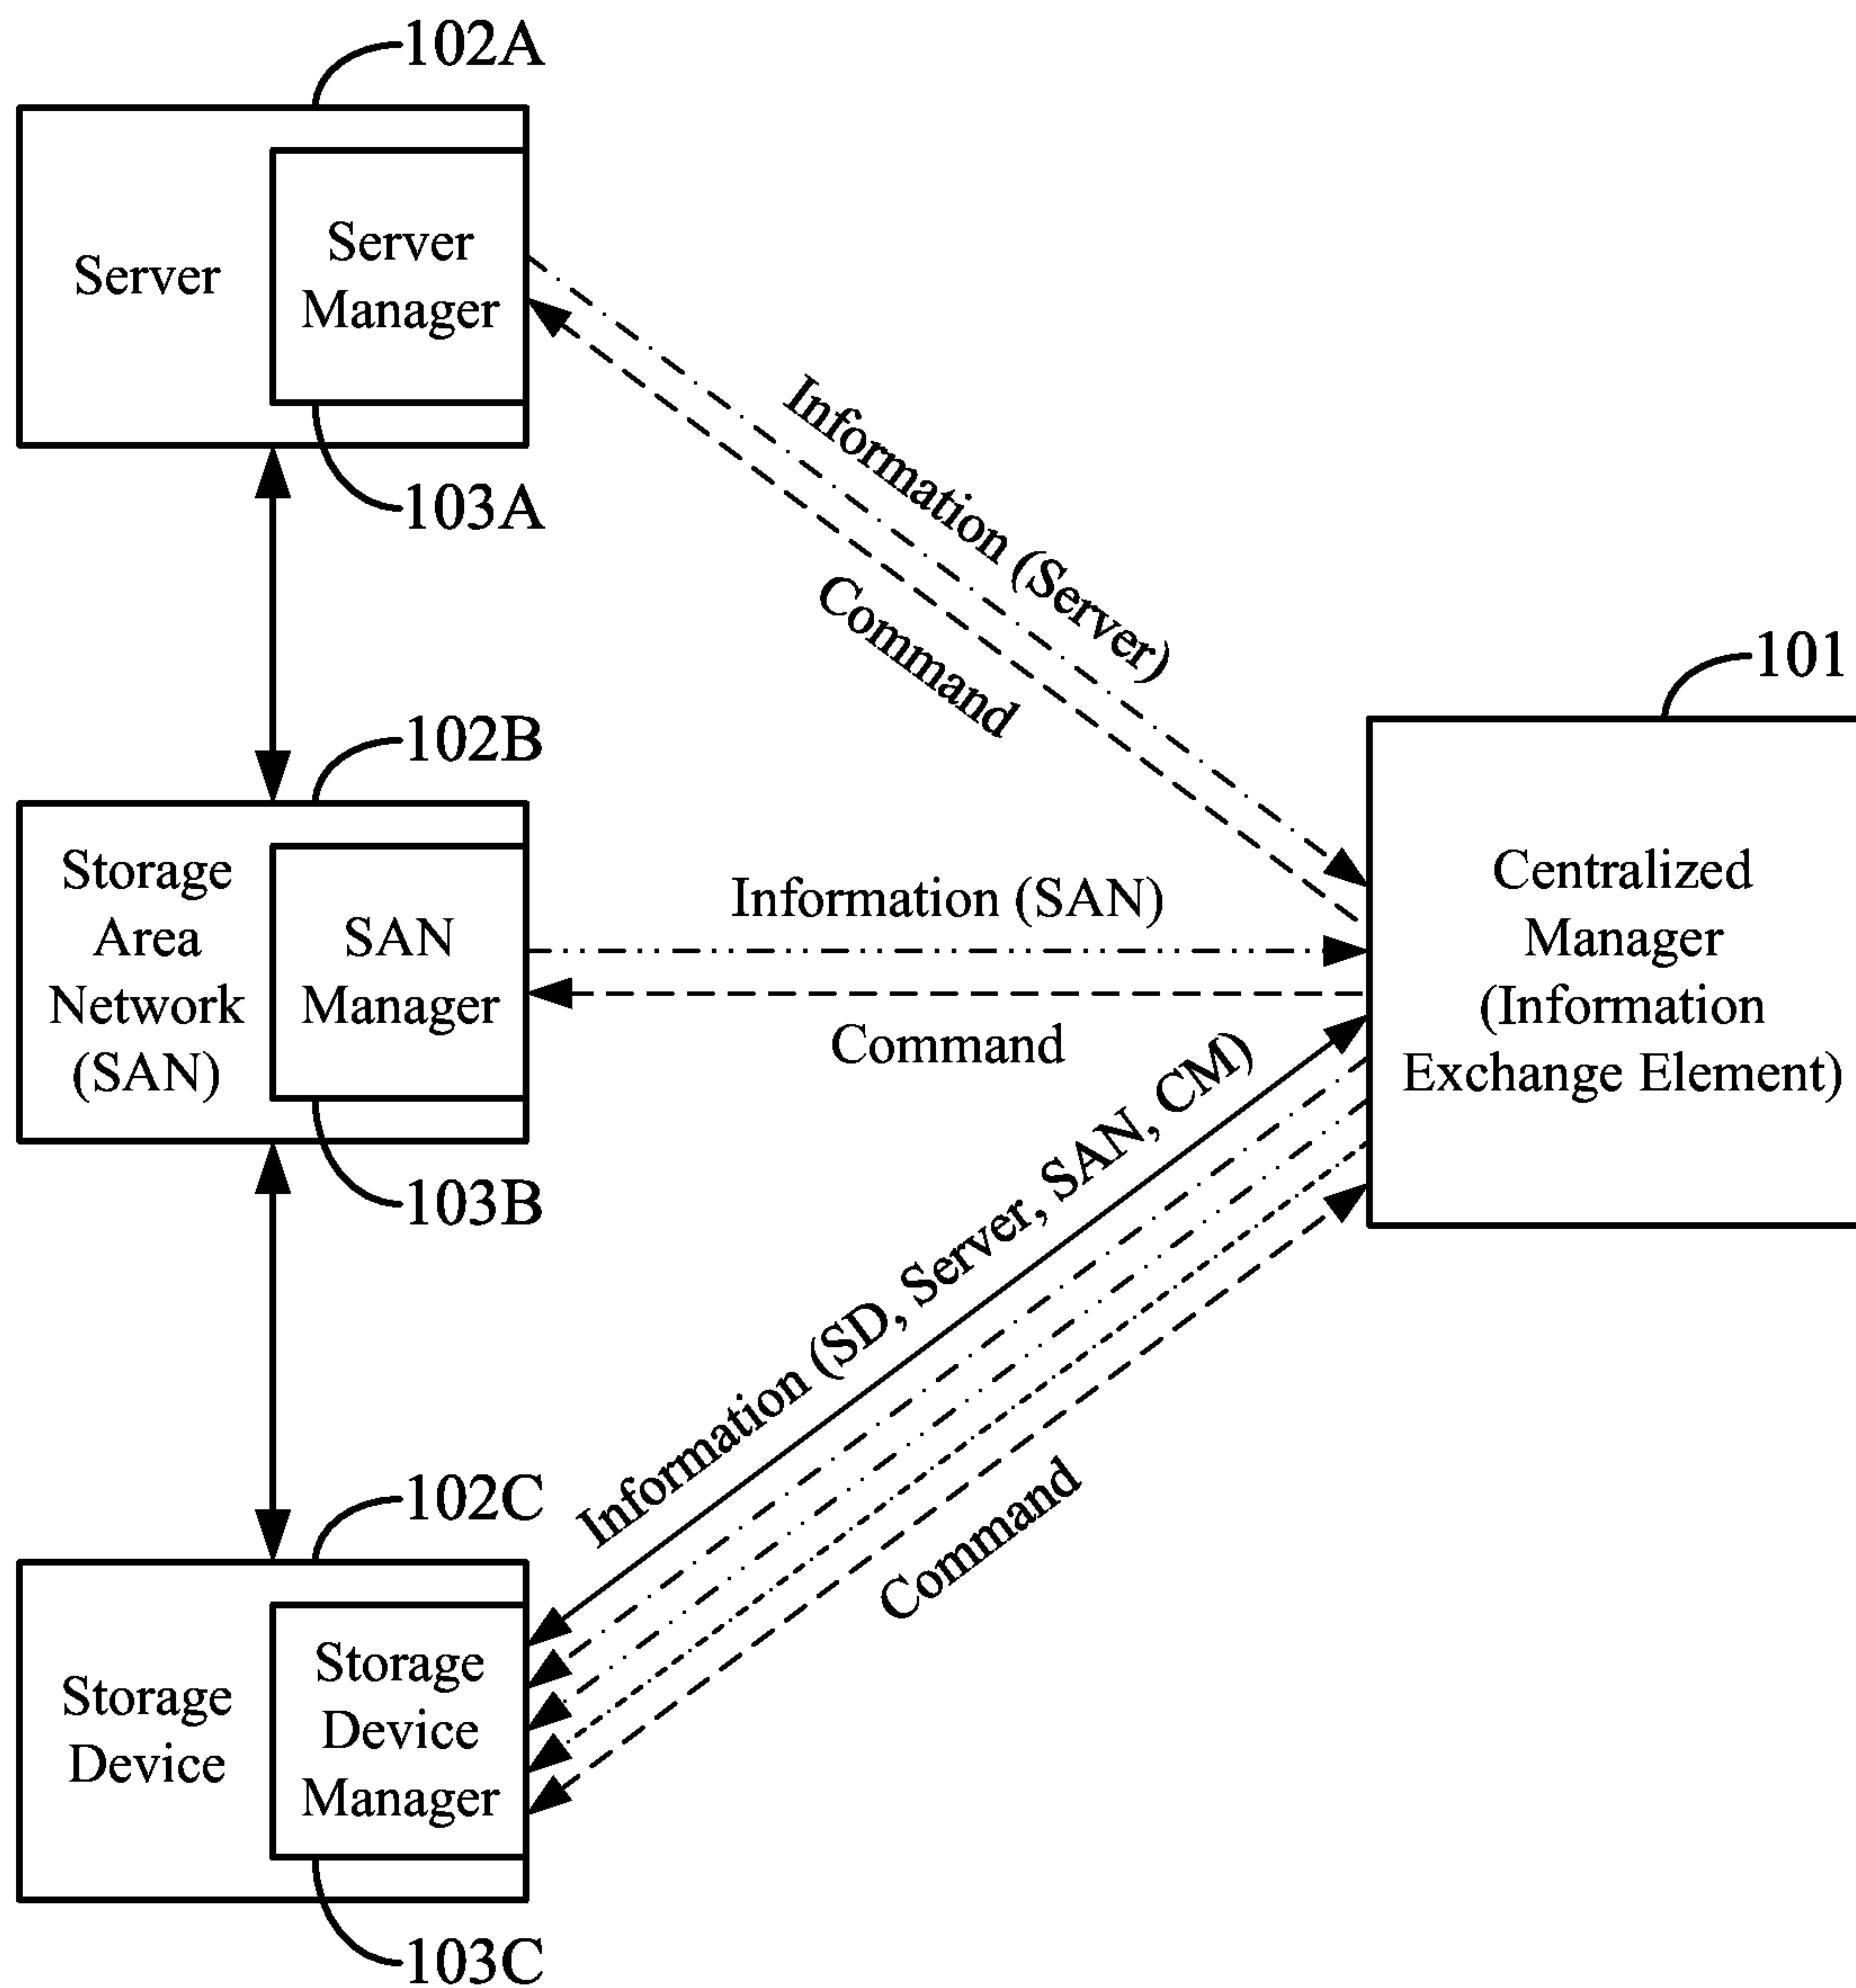 102A
Server
Server
Manager
103A
Information (Server)
Command
101
102B
Storage
Area
Network
(SAN)
SAN
Manager
Information (SAN)
Command
Centralized
Manager
(Information
Exchange Element)
103B
Information (SD, Server, SAN, CM)
Command
102C
Storage
Device
Storage
Device
Manager
103C